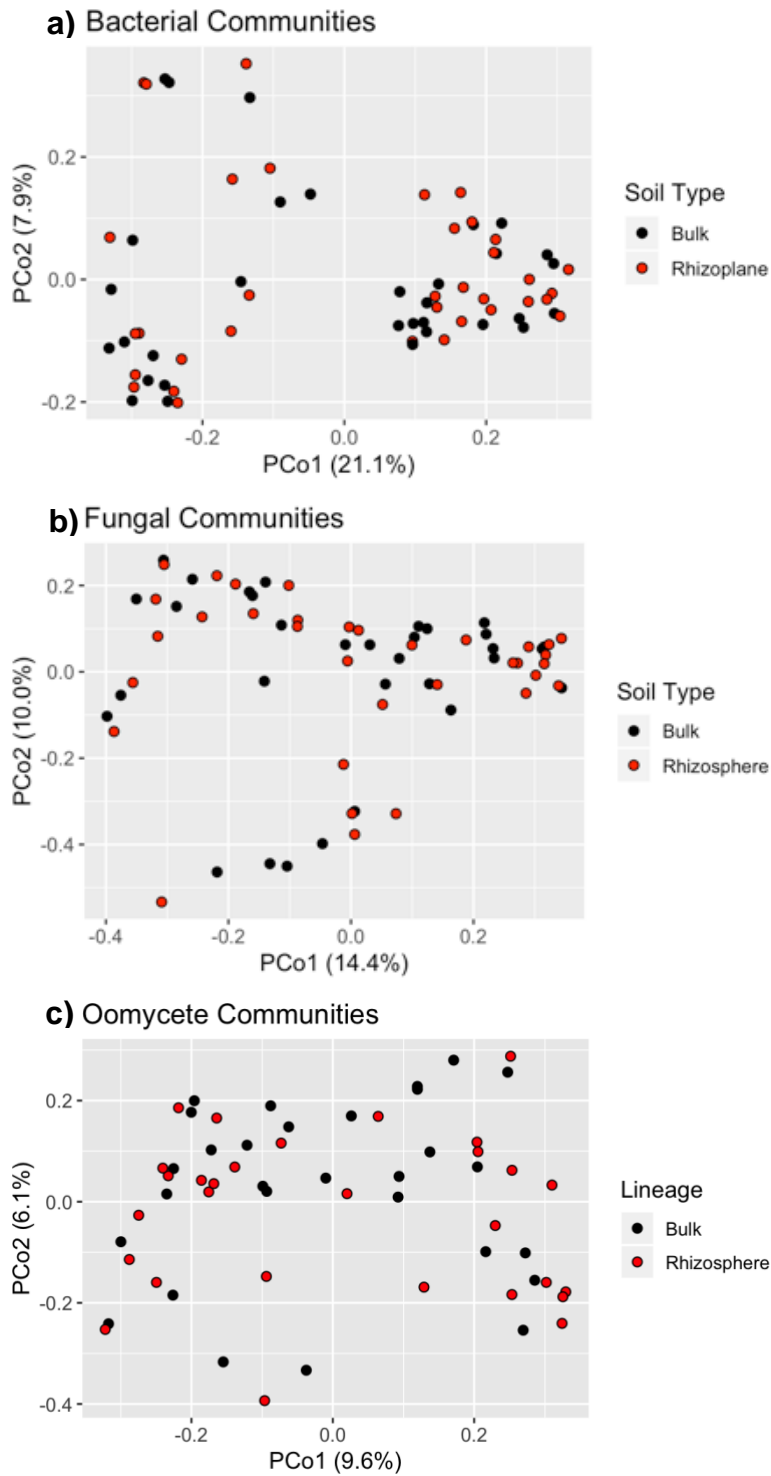 a) Bacterial Communities
0.2
0.0
-0.2
PCo2 (7.9%)
-0.2 0.0 0.2
PCo1 (21.1%)
Soil Type
Bulk
Rhizoplane
b) Fungal Communities
0.2
0.0
-0.2
-0.4
PCo2 (10.0%)
-0.4 -0.2 0.0 0.2
PCo1 (14.4%)
Soil Type
Bulk
Rhizosphere
c) Oomycete Communities
0.2
0.0
-0.2
-0.4
PCo2 (6.1%)
-0.2 0.0 0.2
PCo1 (9.6%)
Lineage
Bulk
Rhizosphere